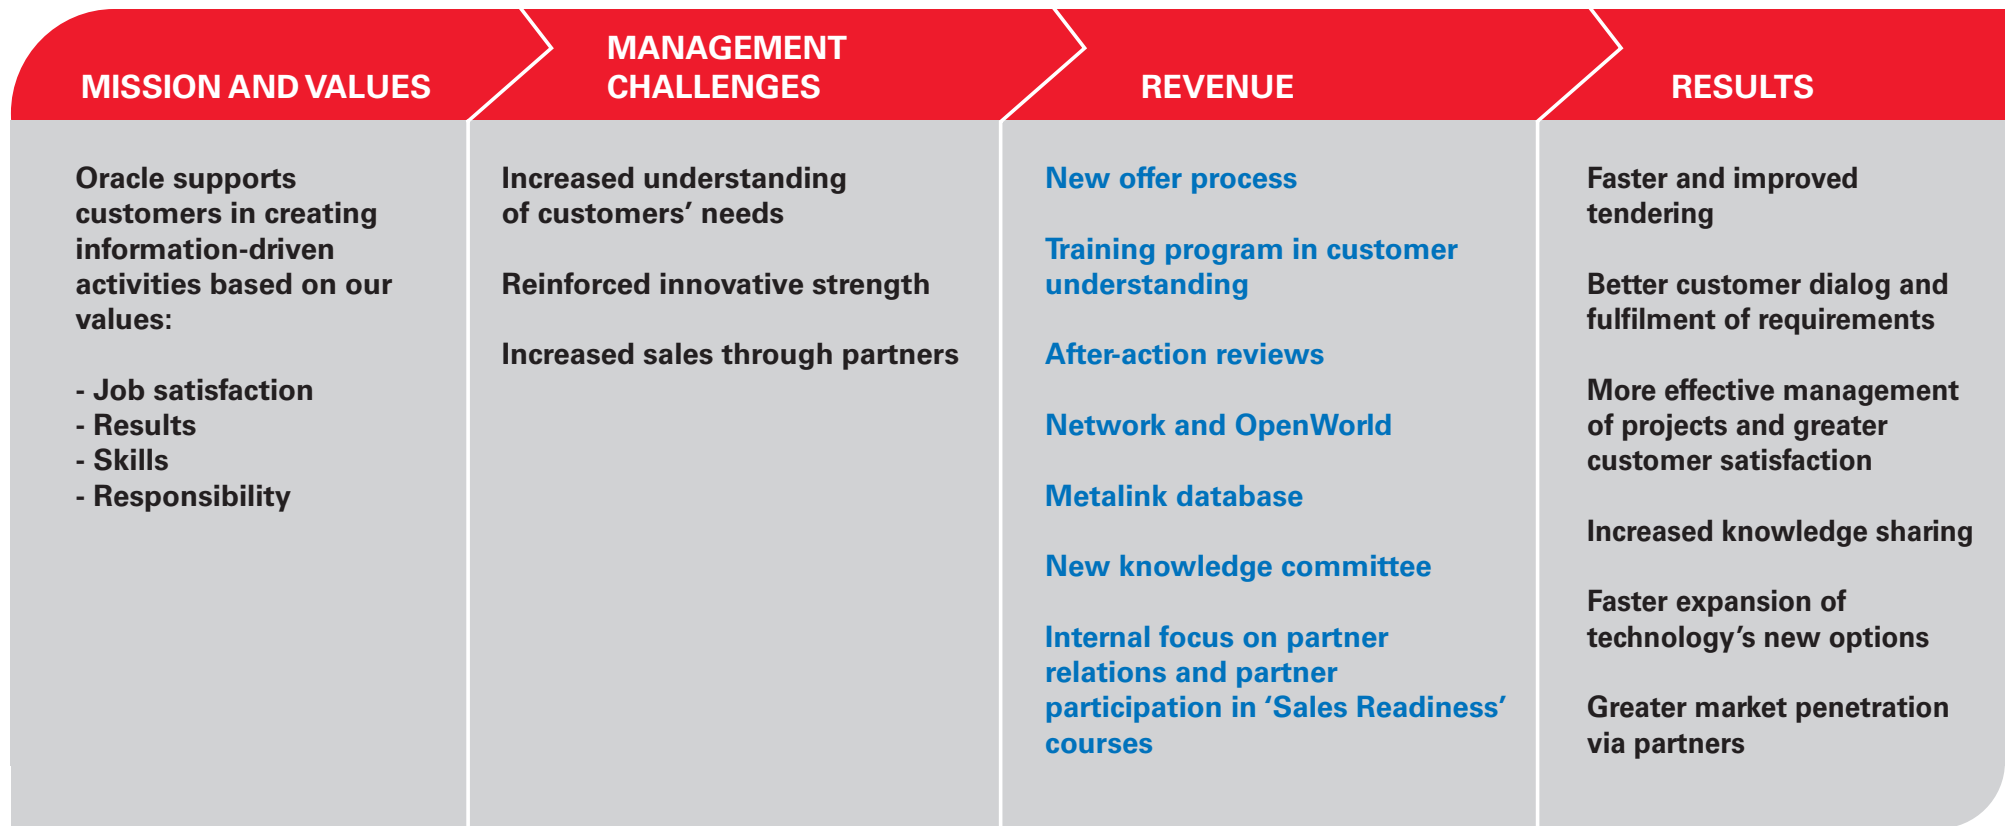 MISSION AND VALUES
Oracle supports
customers in creating
information-driven
activities based on our
values:
- Job satisfaction
- Results
- Skills
- Responsibility
MANAGEMENT
CHALLENGES
Increased understanding
of customers’ needs
Reinforced innovative strength
Increased sales through partners
REVENUE
New offer process
Training program in customer
understanding
After-action reviews
Network and OpenWorld
Metalink database
New knowledge committee
Internal focus on partner
relations and partner
participation in ‘Sales Readiness’
courses
RESULTS
Faster and improved
tendering
Better customer dialog and
fulfilment of requirements
More effective management
of projects and greater
customer satisfaction
Increased knowledge sharing
Faster expansion of
technology’s new options
Greater market penetration
via partners